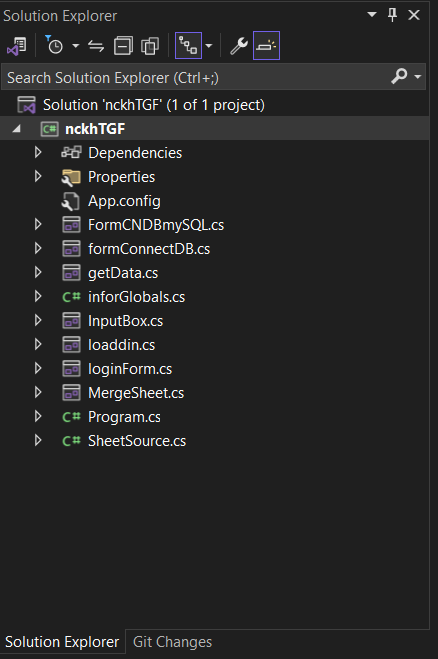 Solution Explorer
Search Solution Explorer (Ctrl+;)
Solution 'nckhTGF' (1 of 1 project)
C# nckhTGF
Dependencies
Properties
App.config
FormCNDBmySQL.cs
formConnectDB.cs
getData.cs
C# inforGlobals.cs
InputBox.cs
loaddin.cs
loginForm.cs
MergeSheet.cs
C# Program.cs
C# SheetSource.cs
Solution Explorer Git Changes